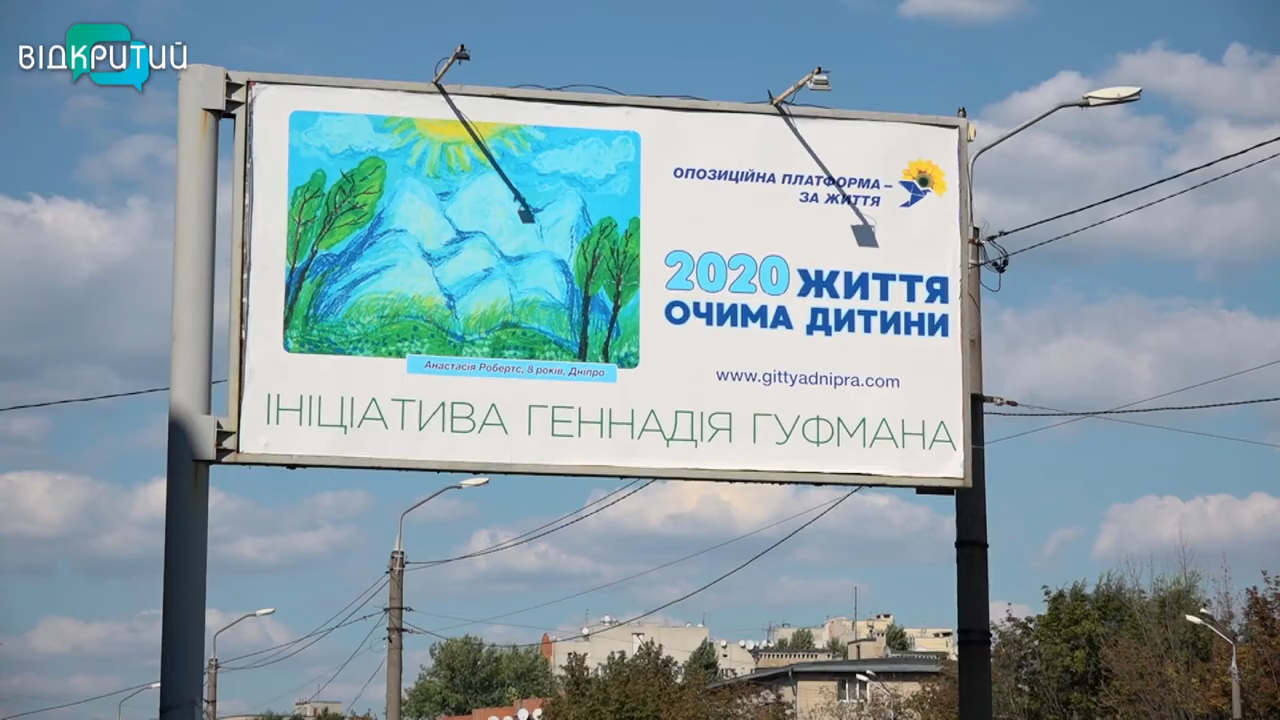 ВІДКРИТИЙ
ОПОЗИЦІЙНА ПЛАТФОРМА –
ЗА ЖИТТЯ
2020 ЖИТТЯ
ОЧИМА ДИТИНИ
Анастасія Робертс, 8 років, Дніпро
www.gittyadnipra.com
ІНІЦІАТИВА ГЕННАДІЯ ГУФМАНА